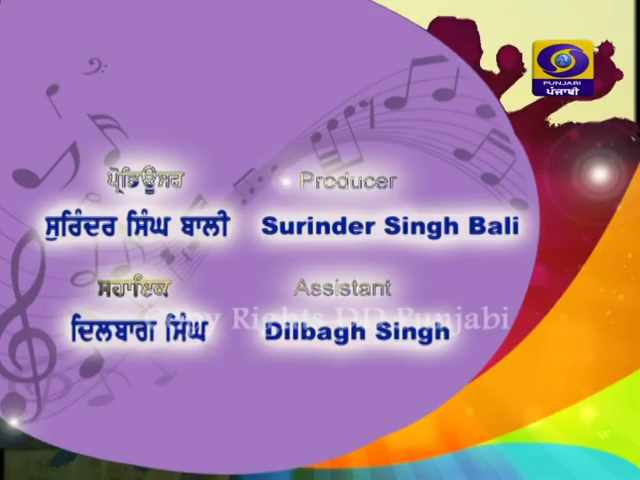 PUNJABI
ਪੰਜਾਬੀ
ਪ੍ਰੋਡਿਊਸਰ Producer
ਸੁਰਿੰਦਰ ਸਿੰਘ ਬਾਲੀ Surinder Singh Bali
ਸਹਾਇਕ Assistant
Copy Rights DD Punjabi
ਦਿਲਬਾਗ ਸਿੰਘ Dilbagh Singh